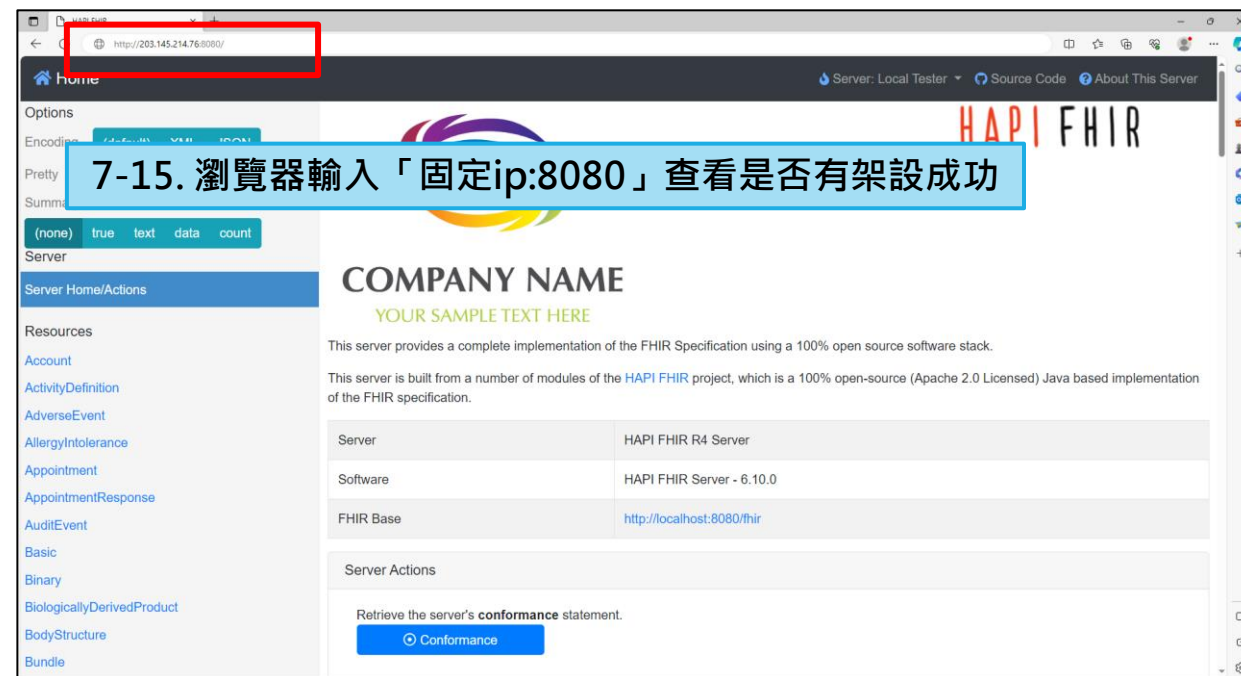 HAPI FHIR
http://203.145.214.76:8080/
Home
Server: Local Tester
Source Code
About This Server
Options
Encoding (default) XML JSON
Pretty
7-15. 瀏覽器輸入「固定ip:8080」查看是否有架設成功
HAPI FHIR
(none) true text data count
Server
Server Home/Actions
COMPANY NAME
YOUR SAMPLE TEXT HERE
Resources
Account
ActivityDefinition
AdverseEvent
AllergyIntolerance
Appointment
AppointmentResponse
AuditEvent
Basic
Binary
BiologicallyDerivedProduct
BodyStructure
Bundle
This server provides a complete implementation of the FHIR Specification using a 100% open source software stack.
This server is built from a number of modules of the HAPI FHIR project, which is a 100% open-source (Apache 2.0 Licensed) Java based implementation
of the FHIR specification.
Server HAPI FHIR R4 Server
Software HAPI FHIR Server - 6.10.0
FHIR Base http://localhost:8080/fhir
Server Actions
Retrieve the server's conformance statement.
Conformance